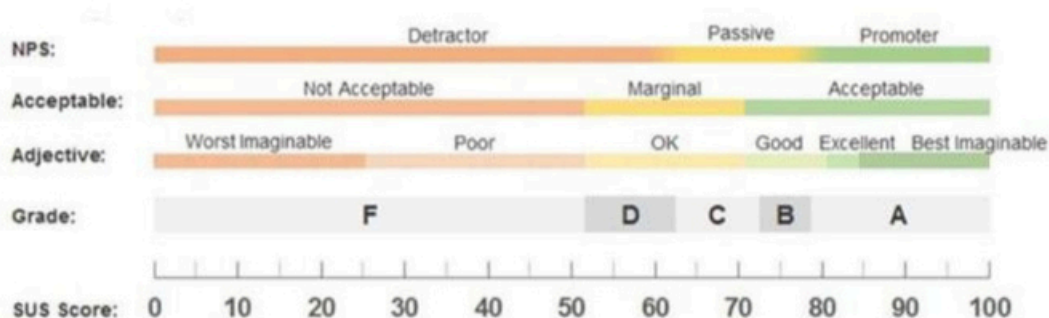 NPS: Detractor Passive Promoter
Acceptable: Not Acceptable Marginal Acceptable
Adjective: Worst Imaginable Poor OK Good Excellent Best Imaginable
Grade: F D C B A
SUS Score: 0 10 20 30 40 50 60 70 80 90 100